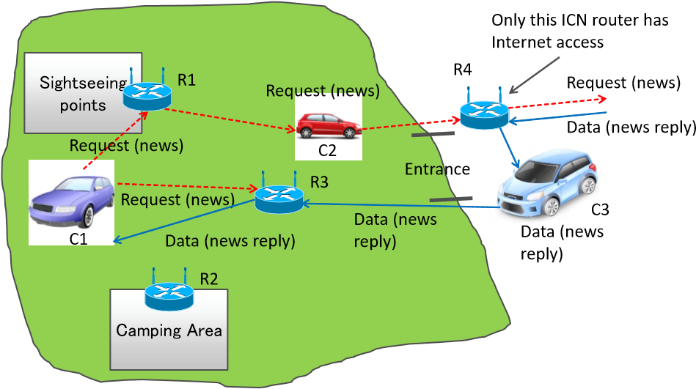 Only this ICN router has
Internet access
Sightseeing
points
R1
R4
Request (news)
Request (news)
Data (news reply)
Request (news)
C2
Entrance
R3
Request (news)
C1
Data (news reply)
Data (news
reply)
C3
Data (news
reply)
R2
Camping Area